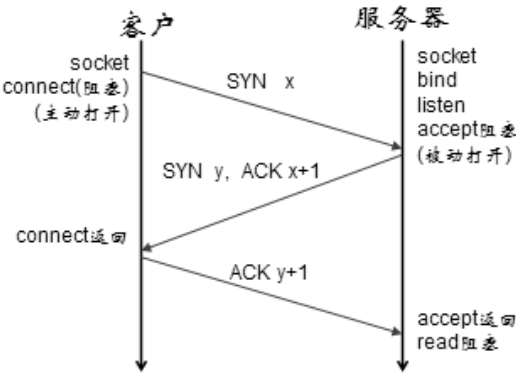 客户
服务器
socket
connect(阻塞)
(主动打开)
SYN x
socket
bind
listen
accept阻塞
(被动打开)
SYN y, ACK x+1
connect返回
ACK y+1
accept返回
read阻塞